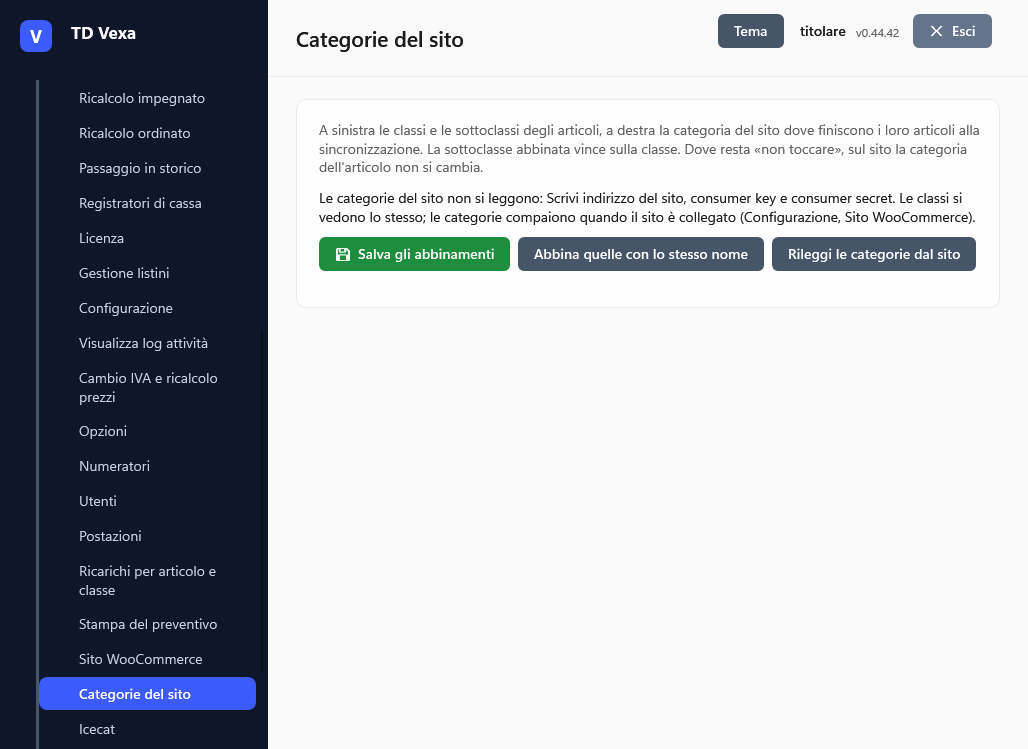 V
TD Vexa
Ricalcolo impegnato
Ricalcolo ordinato
Passaggio in storico
Registratori di cassa
Licenza
Gestione listini
Configurazione
Visualizza log attività
Cambio IVA e ricalcolo
prezzi
Opzioni
Numeratori
Utenti
Postazioni
Ricarichi per articolo e
classe
Stampa del preventivo
Sito WooCommerce
Categorie del sito
Icecat
Categorie del sito
Tema
titolare
v0.44.42
Esci
A sinistra le classi e le sottoclassi degli articoli, a destra la categoria del sito dove finiscono i loro articoli alla
sincronizzazione. La sottoclasse abbinata vince sulla classe. Dove resta «non toccare», sul sito la categoria
dell'articolo non si cambia.
Le categorie del sito non si leggono: Scrivi indirizzo del sito, consumer key e consumer secret. Le classi si
vedono lo stesso; le categorie compaiono quando il sito è collegato (Configurazione, Sito WooCommerce).
Salva gli abbinamenti
Abbina quelle con lo stesso nome
Rileggi le categorie dal sito